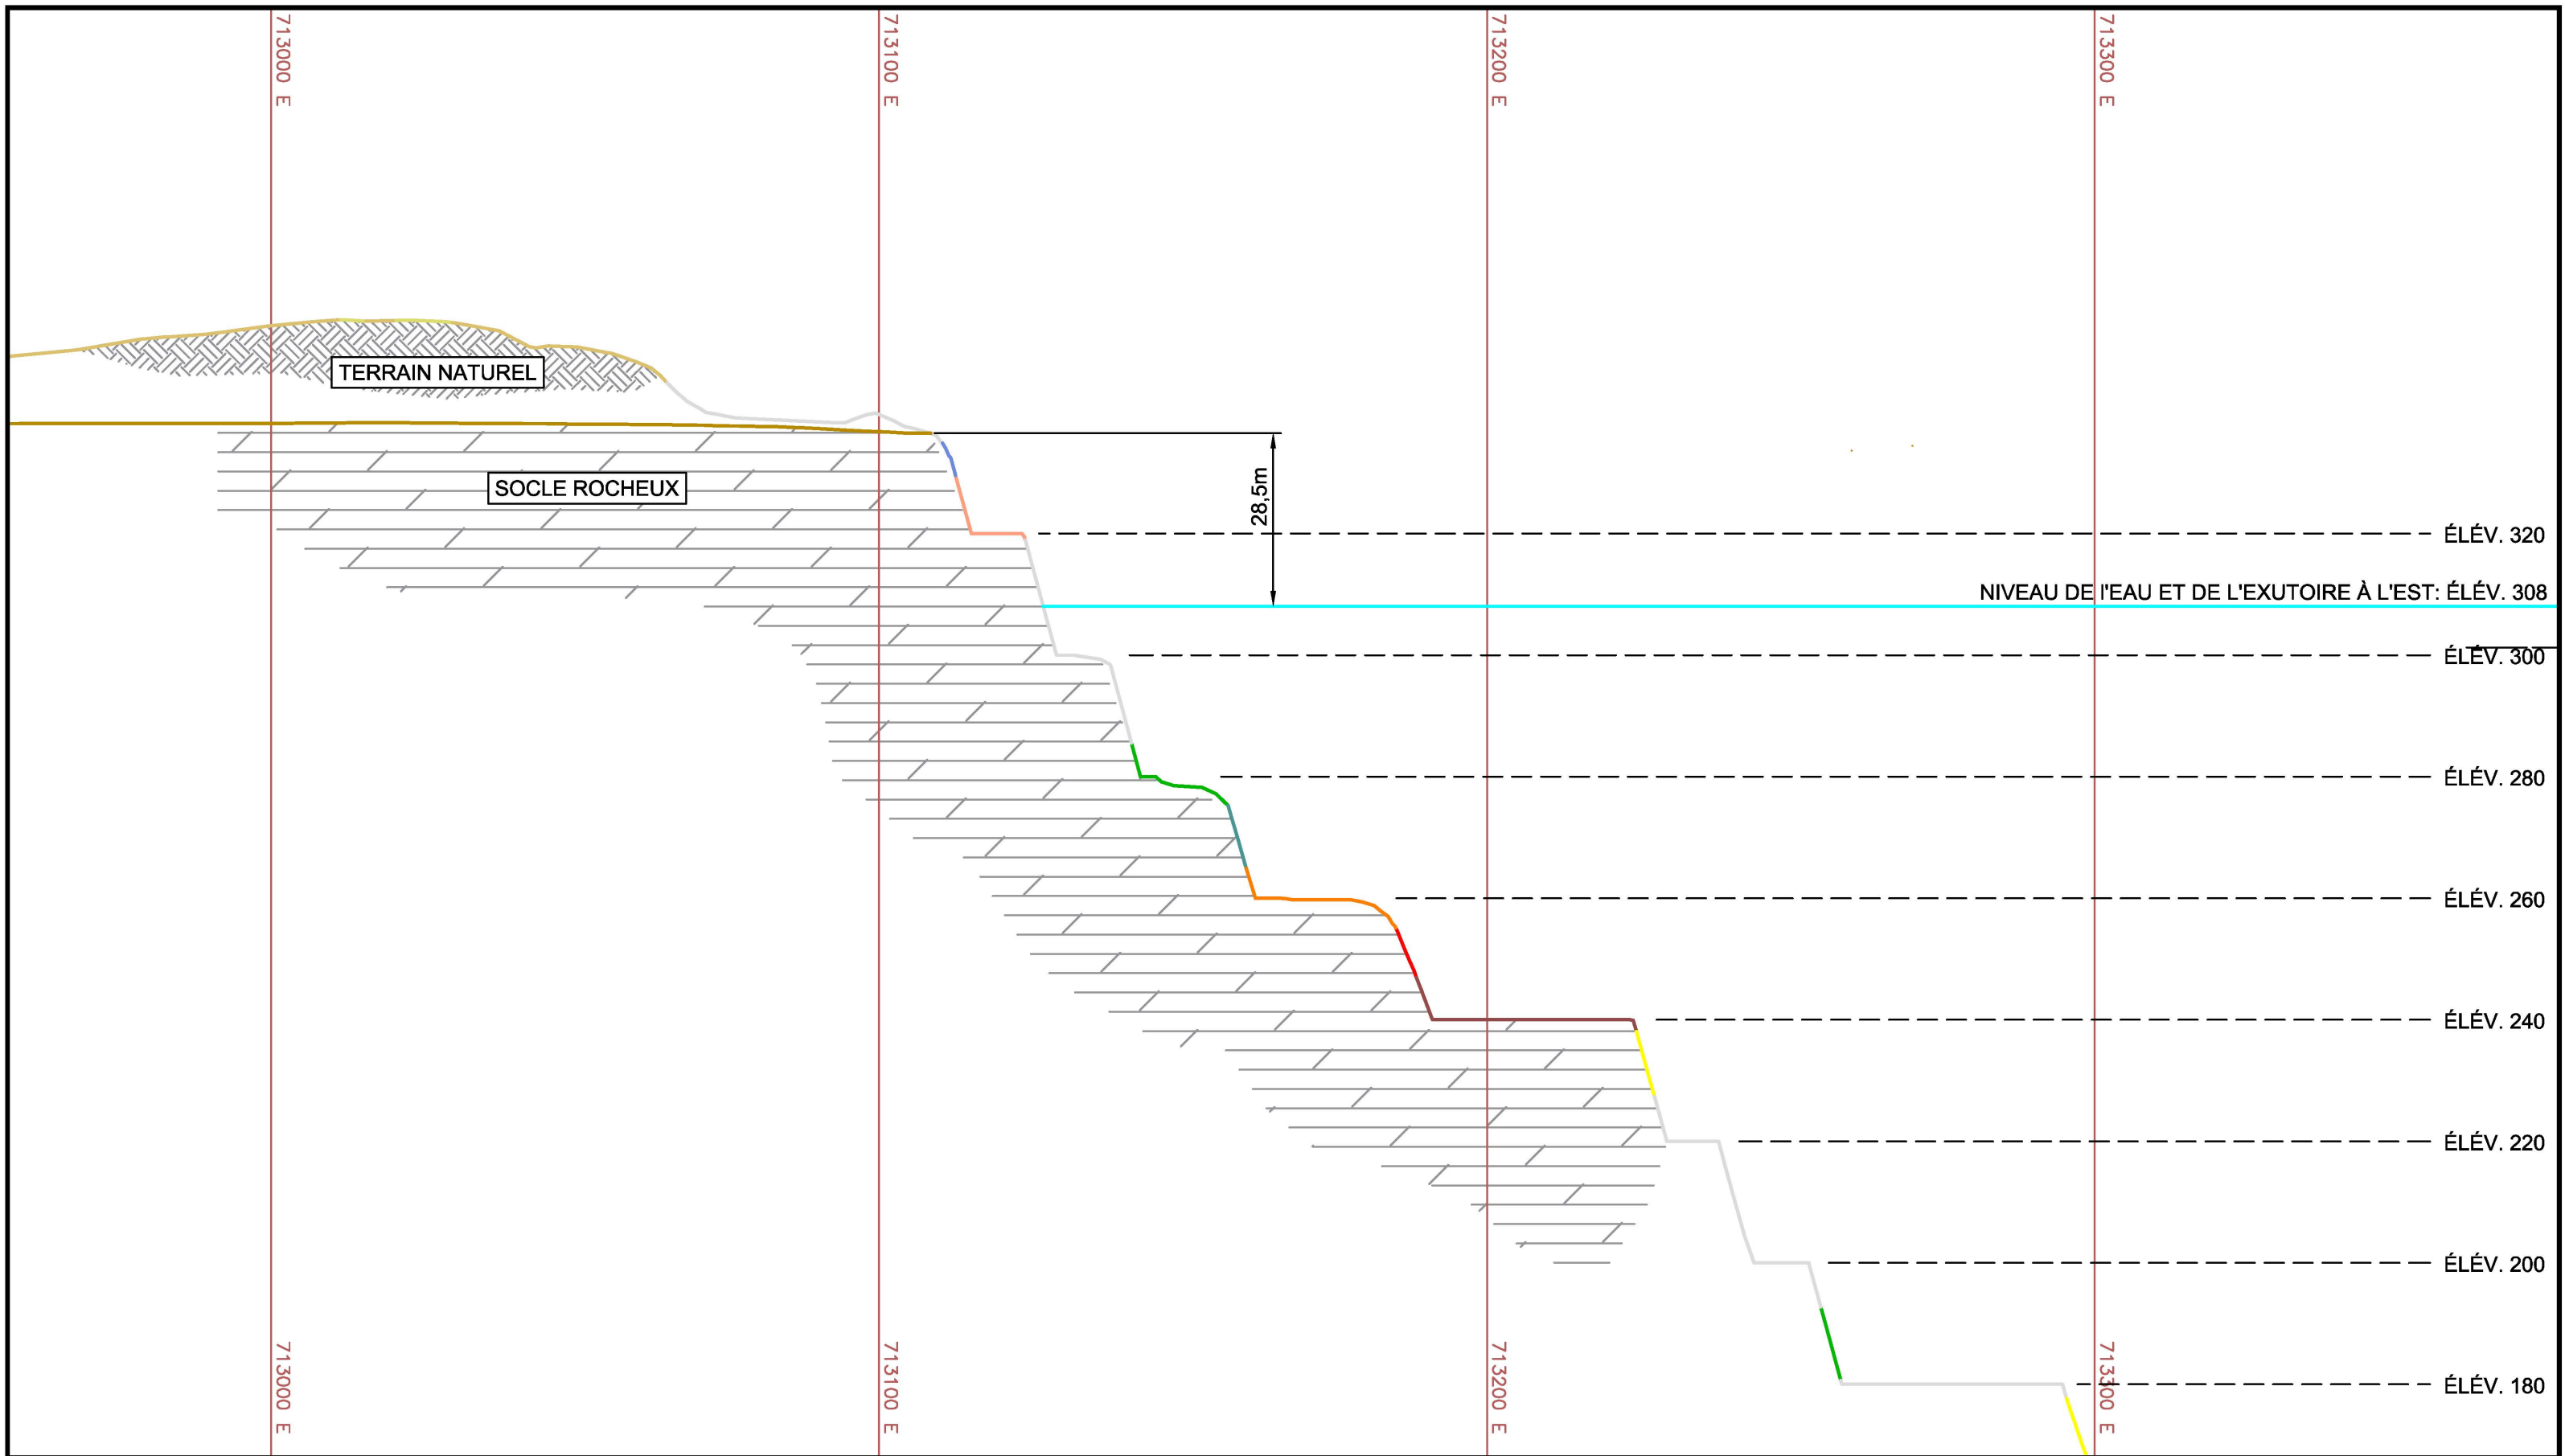 713000 E
713100 E
713200 E
713300 E
TERRAIN NATUREL
SOCLE ROCHEUX
28,5m
ÉLÉV. 320
NIVEAU DE l'EAU ET DE L'EXUTOIRE À L'EST: ÉLÉV. 308
ÉLÉV. 300
ÉLÉV. 280
ÉLÉV. 260
ÉLÉV. 240
ÉLÉV. 220
ÉLÉV. 200
ÉLÉV. 180
713000 E
713100 E
713200 E
713300 E